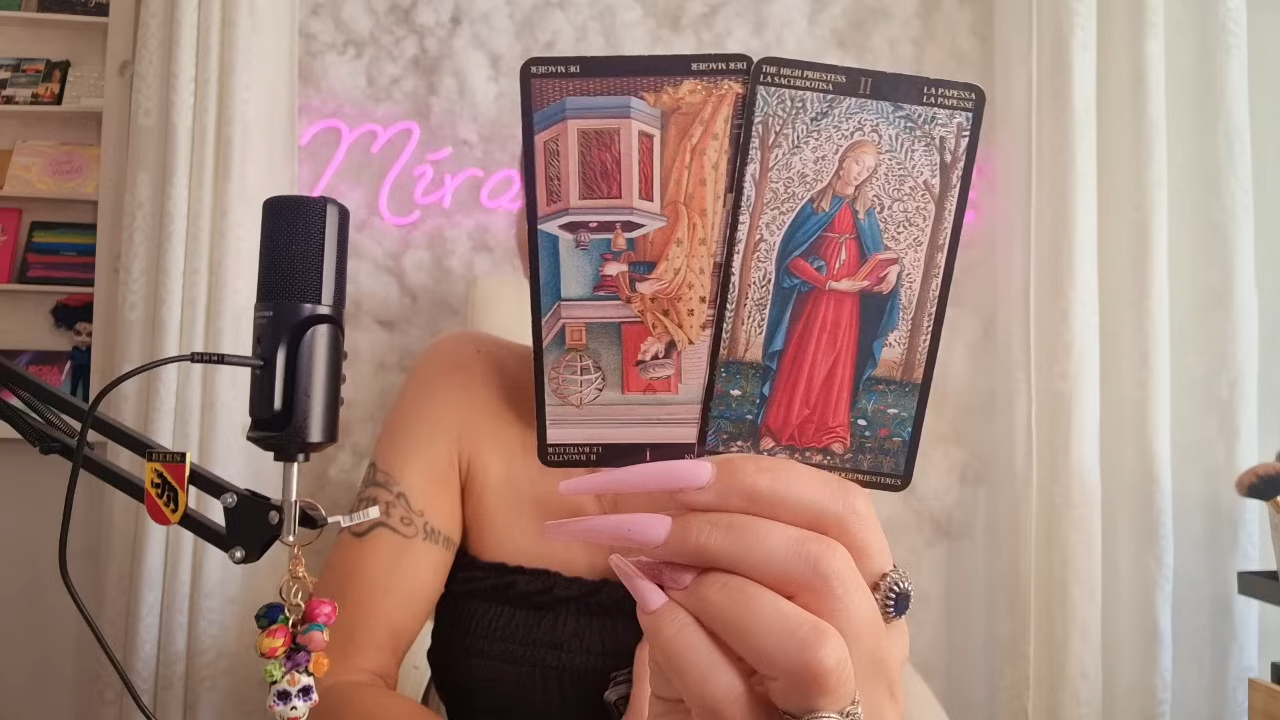 Mira
DE MAGIËR
DER MAGIER
THE HIGH PRIESTESS
LA SACERDOTISA
II
LA PAPESSA
LA PAPESSE
IL BAGATTO
LE BATELEUR
I
HOGEPRIESTERES
BERN